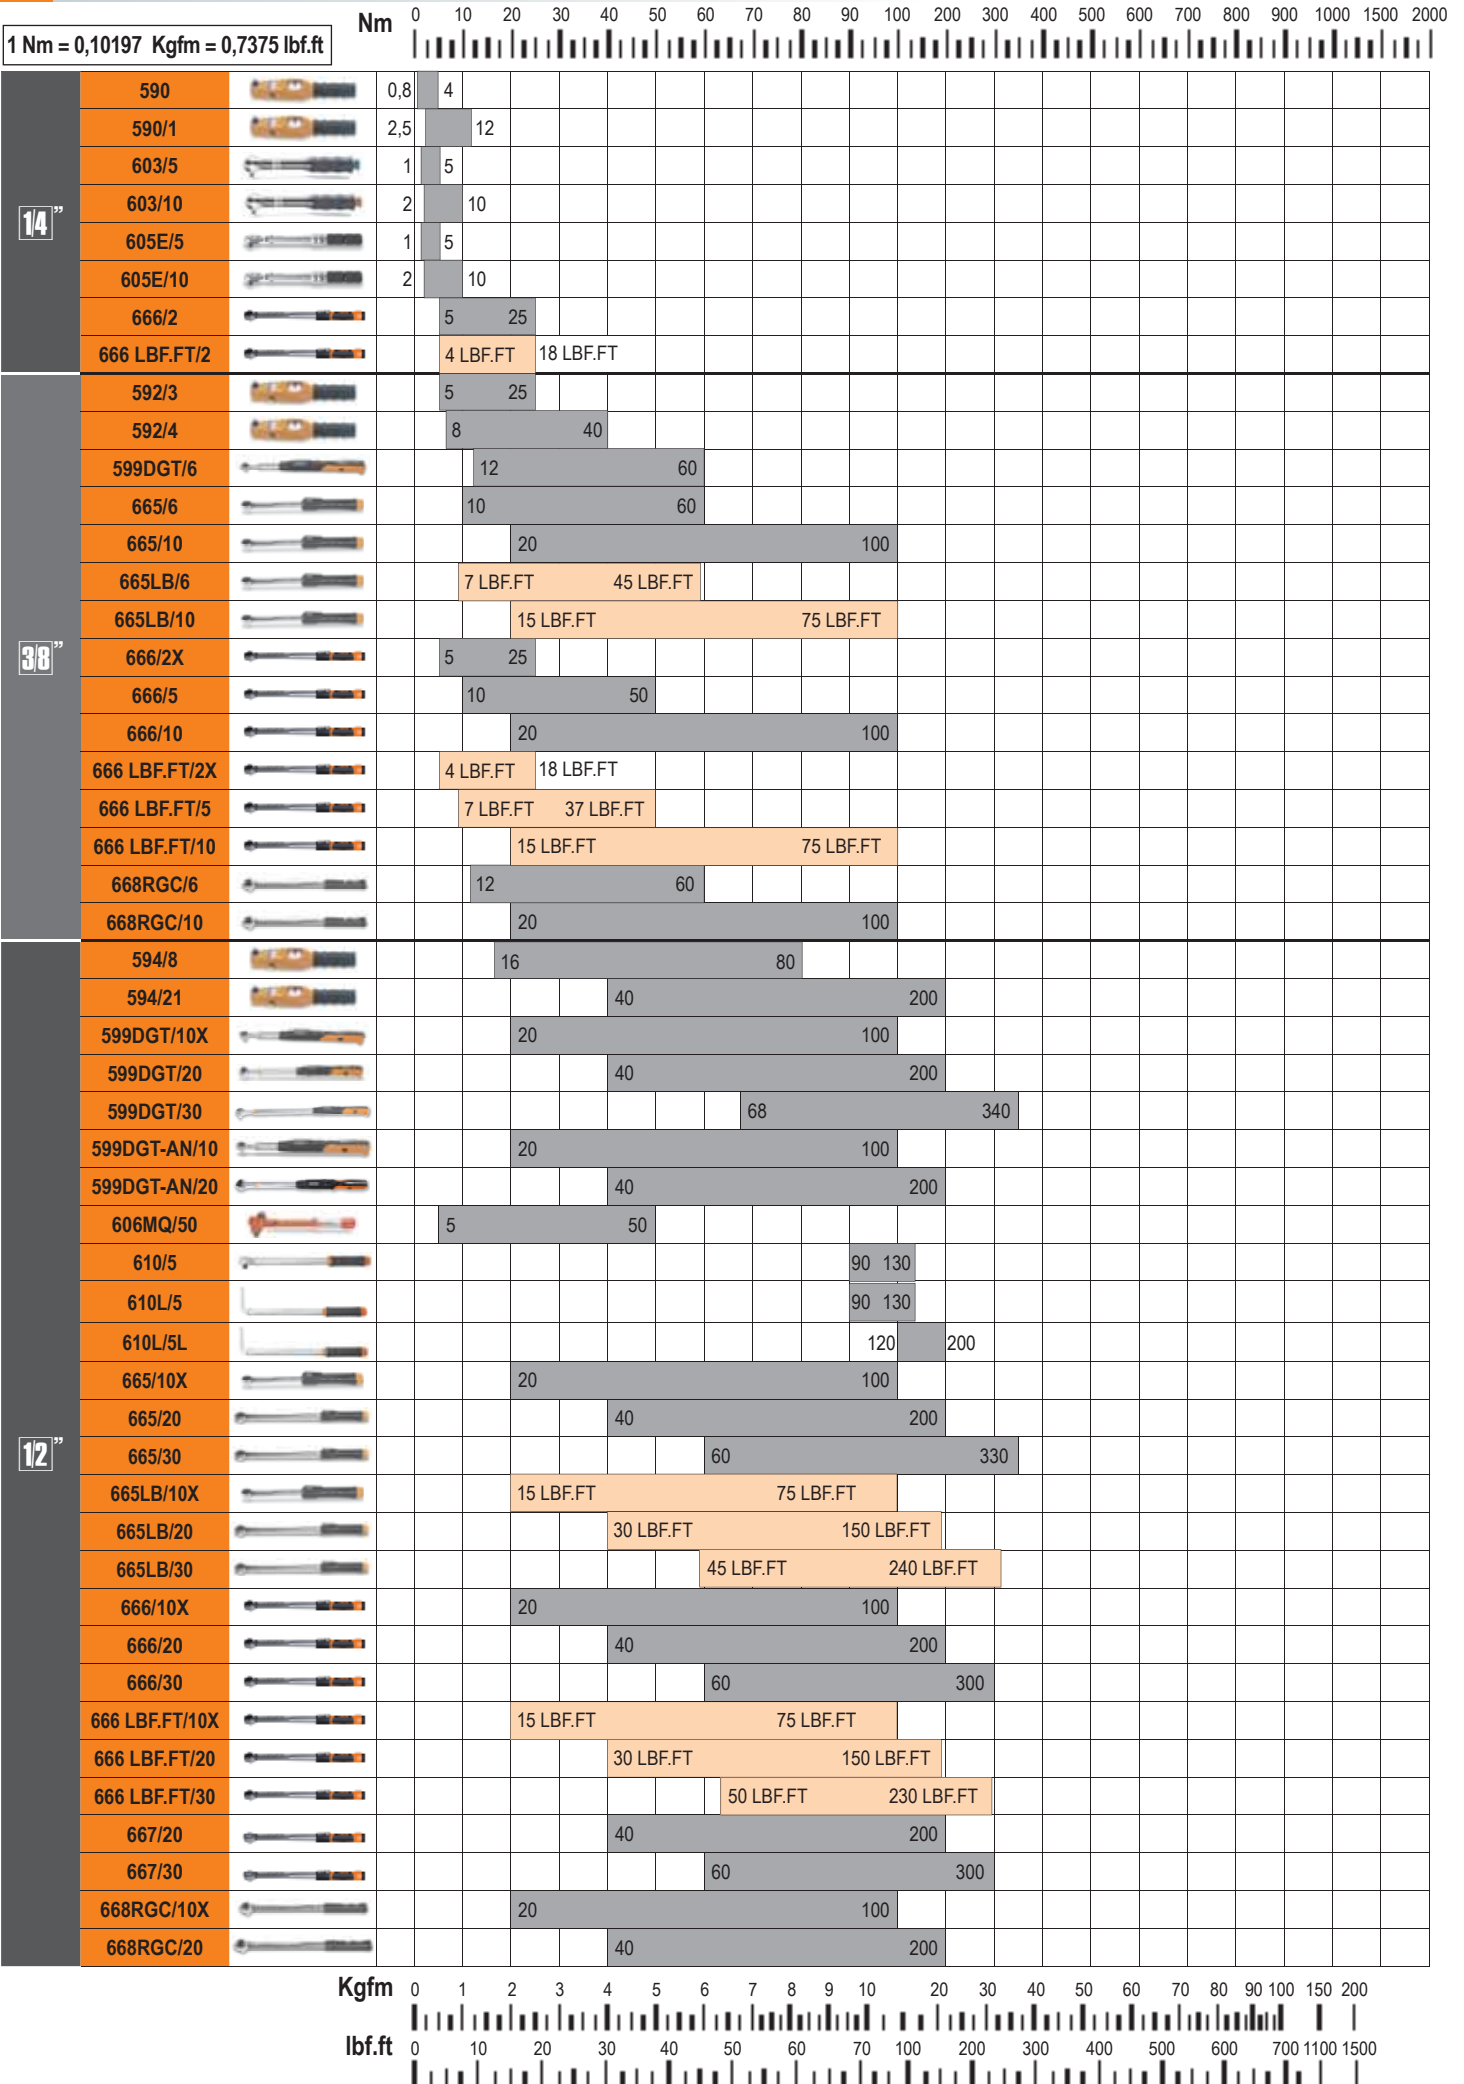 1 Nm = 0,10197 Kgfm = 0,7375 lbf.ft
Nm 0 10 20 30 40 50 60 70 80 90 100 200 300 400 500 600 700 800 900 1000 1500 2000
1/4”
590 0,8 4
590/1 2,5 12
603/5 1 5
603/10 2 10
605E/5 1 5
605E/10 2 10
666/2 5 25
666 LBF.FT/2 4 LBF.FT 18 LBF.FT
3/8”
592/3 5 25
592/4 8 40
599DGT/6 12 60
665/6 10 60
665/10 20 100
665LB/6 7 LBF.FT 45 LBF.FT
665LB/10 15 LBF.FT 75 LBF.FT
666/2X 5 25
666/5 10 50
666/10 20 100
666 LBF.FT/2X 4 LBF.FT 18 LBF.FT
666 LBF.FT/5 7 LBF.FT 37 LBF.FT
666 LBF.FT/10 15 LBF.FT 75 LBF.FT
668RGC/6 12 60
668RGC/10 20 100
1/2”
594/8 16 80
594/21 40 200
599DGT/10X 20 100
599DGT/20 40 200
599DGT/30 68 340
599DGT-AN/10 20 100
599DGT-AN/20 40 200
606MQ/50 5 50
610/5 90 130
610L/5 90 130
610L/5L 120 200
665/10X 20 100
665/20 40 200
665/30 60 330
665LB/10X 15 LBF.FT 75 LBF.FT
665LB/20 30 LBF.FT 150 LBF.FT
665LB/30 45 LBF.FT 240 LBF.FT
666/10X 20 100
666/20 40 200
666/30 60 300
666 LBF.FT/10X 15 LBF.FT 75 LBF.FT
666 LBF.FT/20 30 LBF.FT 150 LBF.FT
666 LBF.FT/30 50 LBF.FT 230 LBF.FT
667/20 40 200
667/30 60 300
668RGC/10X 20 100
668RGC/20 40 200
Kgfm 0 1 2 3 4 5 6 7 8 9 10 20 30 40 50 60 70 80 90 100 150 200
lbf.ft 0 10 20 30 40 50 60 70 100 200 300 400 500 600 700 1100 1500